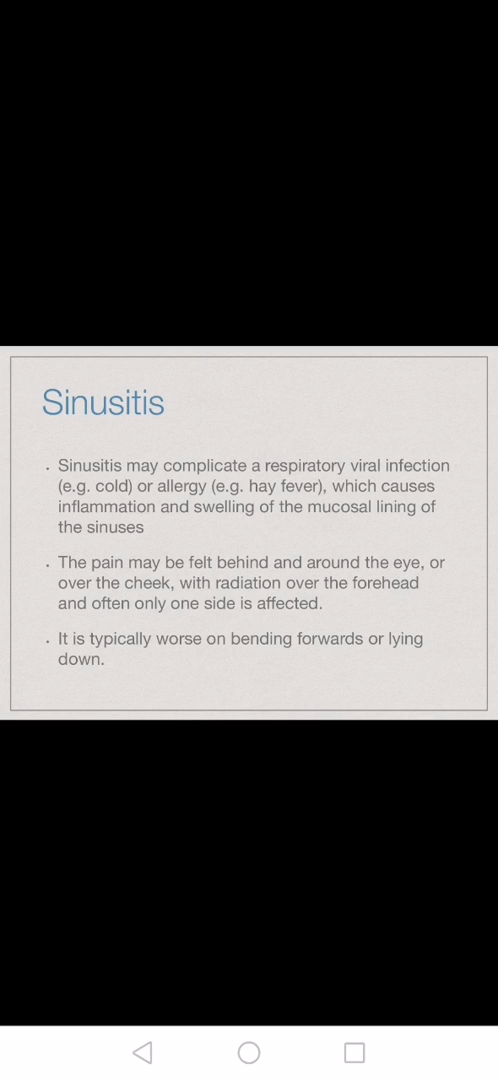 Sinusitis
• Sinusitis may complicate a respiratory viral infection
(e.g. cold) or allergy (e.g. hay fever), which causes
inflammation and swelling of the mucosal lining of
the sinuses
• The pain may be felt behind and around the eye, or
over the cheek, with radiation over the forehead
and often only one side is affected.
• It is typically worse on bending forwards or lying
down.